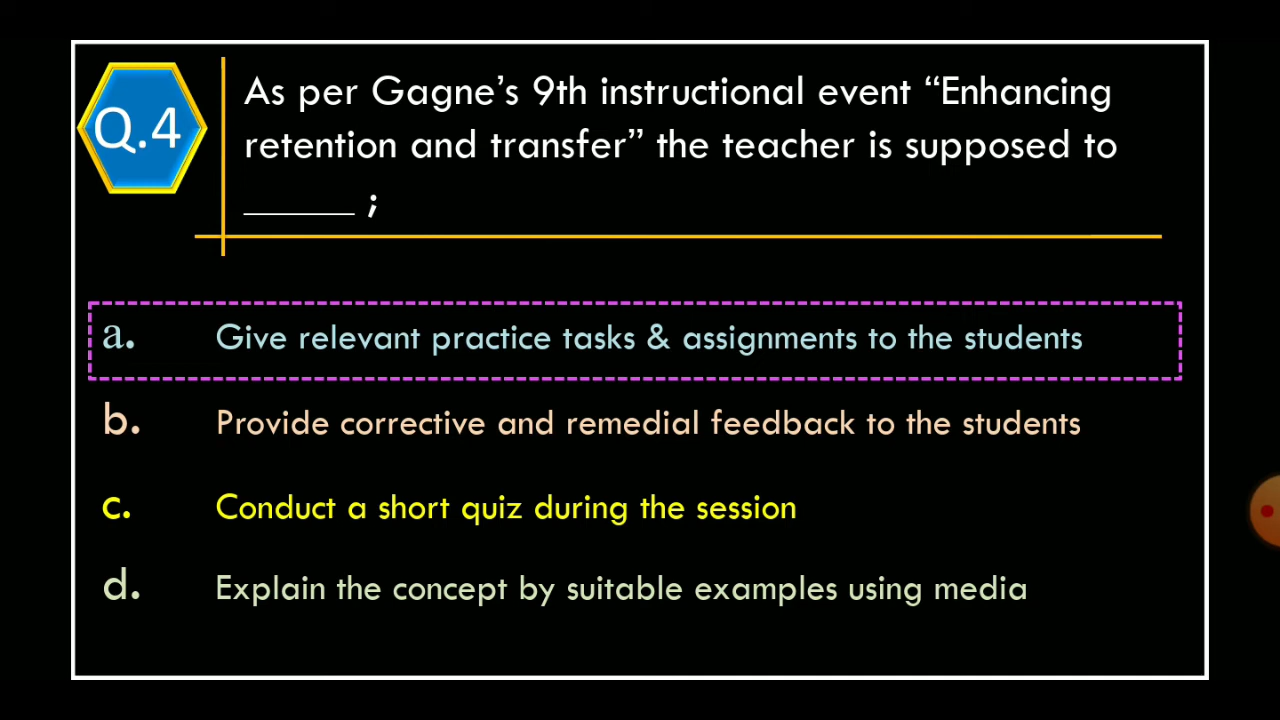 Q.4
As per Gagne’s 9th instructional event “Enhancing
retention and transfer” the teacher is supposed to
______ ;
a. Give relevant practice tasks & assignments to the students
b. Provide corrective and remedial feedback to the students
c. Conduct a short quiz during the session
d. Explain the concept by suitable examples using media